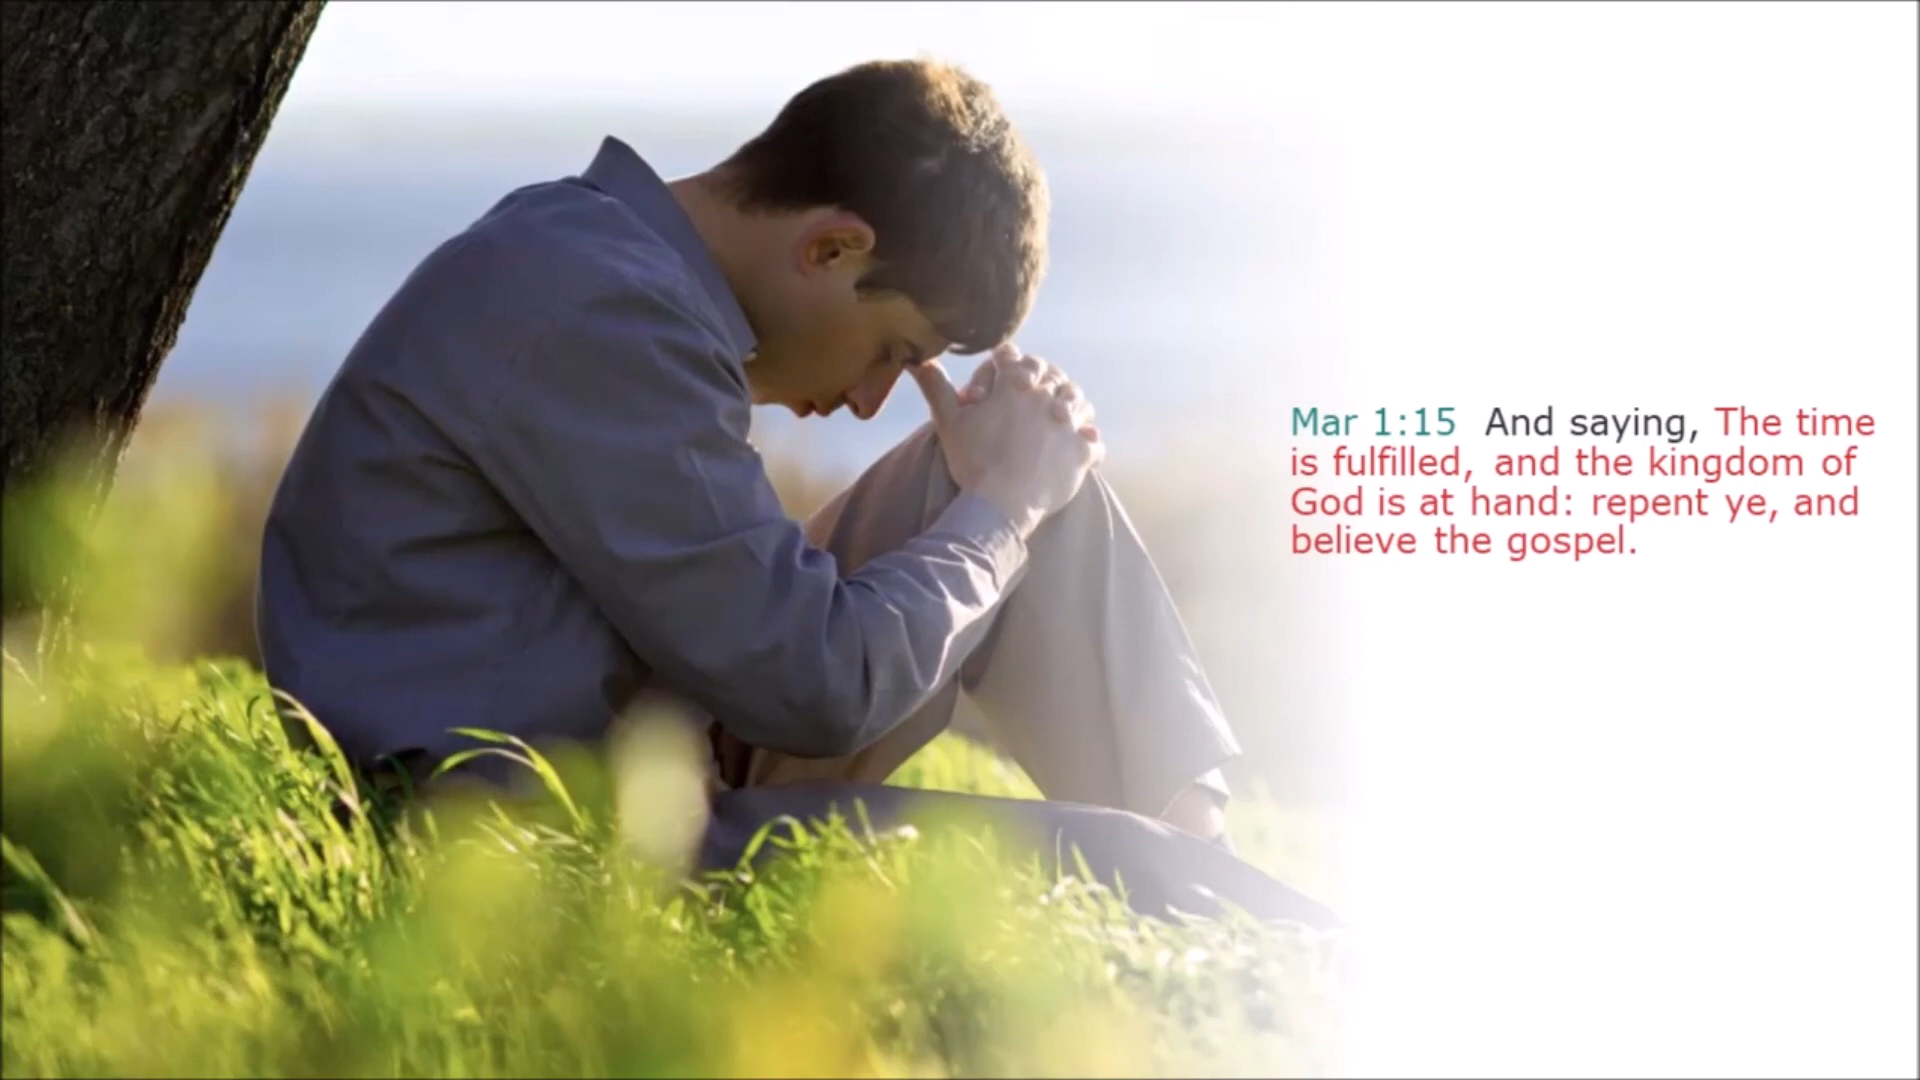 Mar 1:15  And saying, The time
is fulfilled, and the kingdom of
God is at hand: repent ye, and
believe the gospel.